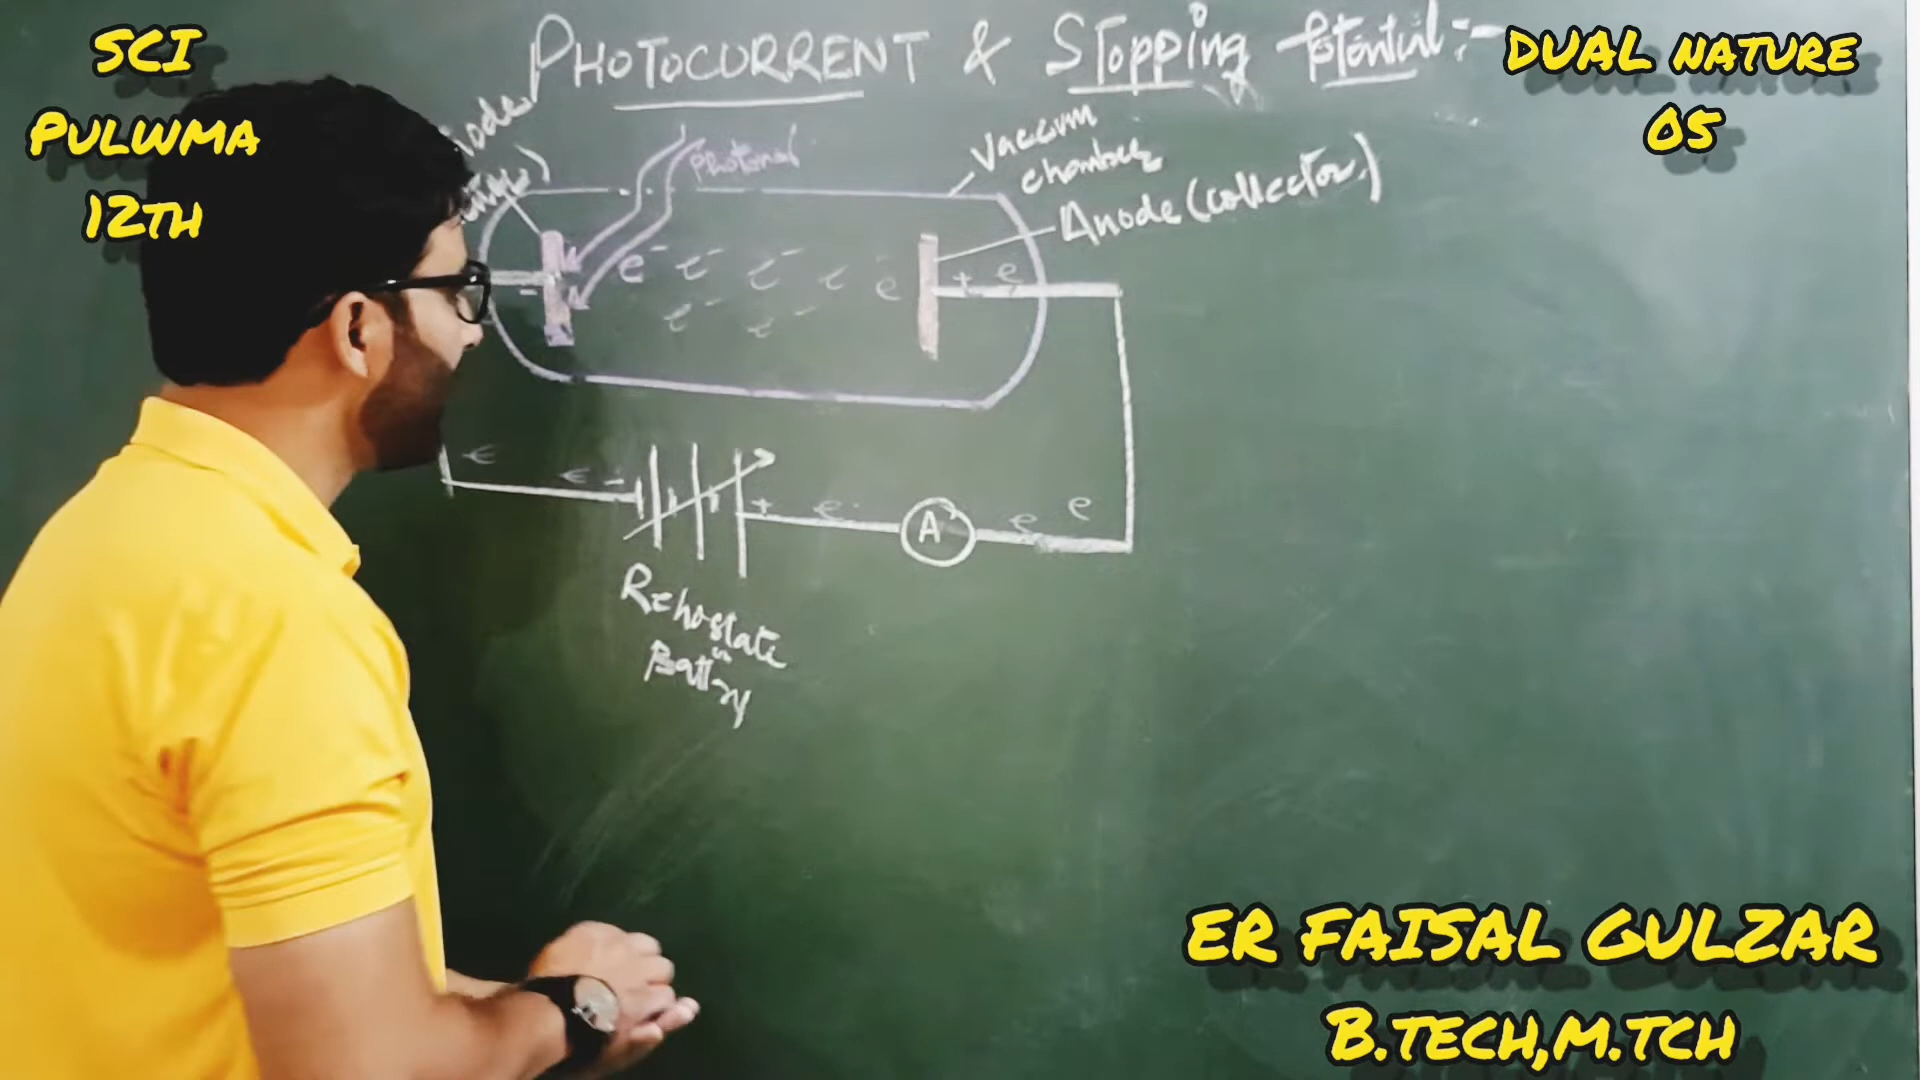 SCI
PULWMA
12TH
PHOTOCURRENT & STopping Potential :-
DUAL NATURE
05
Vaccum
chamber
Anode (collector)
photons
e⁻ e⁻ e⁻ e e
e⁻ e⁻
-
+ e
e e -
+ e
A
e e
Rehostate
Battry
ER FAISAL GULZAR
B.TECH,M.TCH